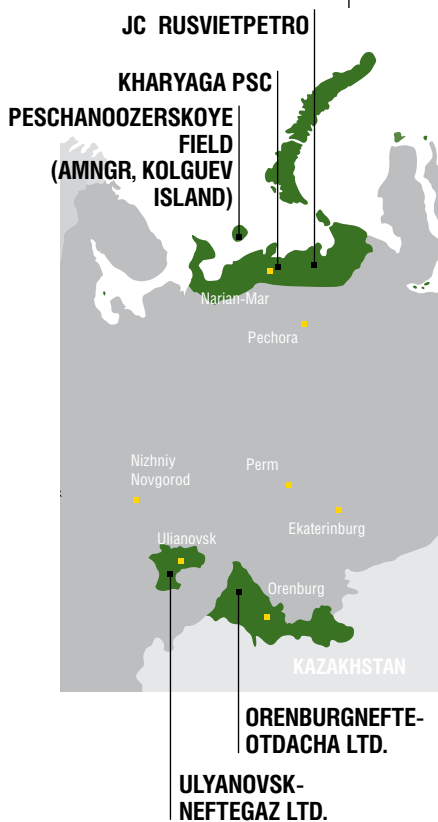 JC RUSVIETPETRO
KHARYAGA PSC
PESCHANOOZERSKOYE
FIELD
(AMNGR, KOLGUEV
ISLAND)
Narian-Mar
Pechora
Nizhniy
Novgorod
Perm
Ekaterinburg
Ulianovsk
Orenburg
KAZAKHSTAN
ORENBURGNEFTE-
OTDACHA LTD.
ULYANOVSK-
NEFTEGAZ LTD.